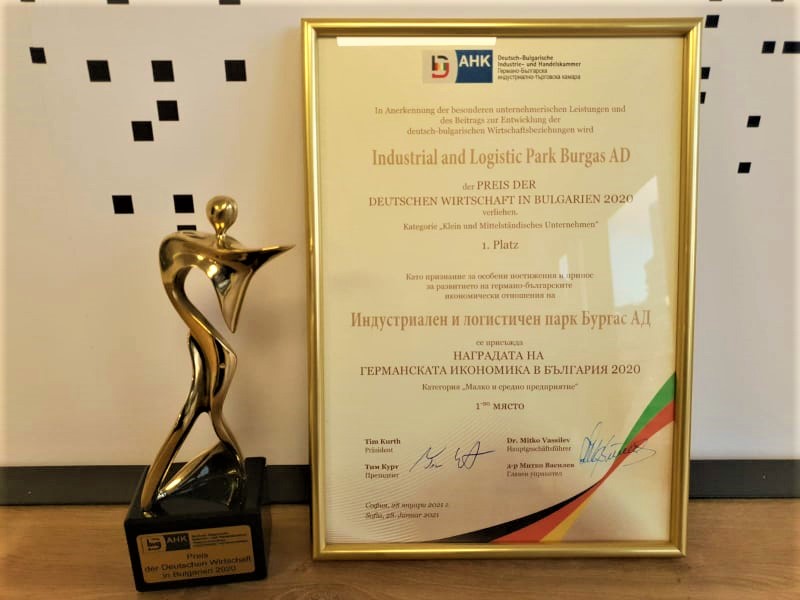 AHK
Deutsch-Bulgarische
Industrie- und Handelskammer
Германо-Българска
индустриално-търговска камара
In Anerkennung der besonderen unternehmerischen Leistungen und
des Beitrags zur Entwicklung der
deutsch-bulgarischen Wirtschaftsbeziehungen wird
Industrial and Logistic Park Burgas AD
der PREIS DER
DEUTSCHEN WIRTSCHAFT IN BULGARIEN 2020
verliehen.
Kategorie „Klein und Mittelständisches Unternehmen"
1. Platz
Като признание за особени постижения и принос
за развитието на германо-българските
икономически отношения на
Индустриален и логистичен парк Бургас АД
се присъжда
НАГРАДАТА НА
ГЕРМАНСКАТА ИКОНОМИКА В БЪЛГАРИЯ 2020
Категория „Малко и средно предприятие"
1-во място
Tim Kurth
Präsident
Тим Курт
Президент
Dr. Mitko Vassilev
Hauptgeschäftsführer
д-р Митко Василев
Главен управител
София, 28 януари 2021 г.
Sofia, 28. Januar 2021
AHK
Preis
der Deutschen Wirtschaft
in Bulgarien 2020